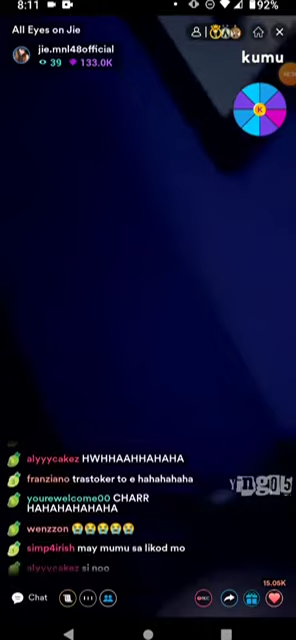 8:11
92%
All Eyes on Jie
jie.mnl48official
39 133.0K
kumu
K
alyyycakez HWHHAAHHAHAHA
franziano trastoker to e hahahahaha
yourewelcome00 CHARR
HAHAHAHAHAHA
wenzzon 😭😭😭😭😭
simp4irish may mumu sa likod mo
alyyycakez si noo
15.05K
Chat